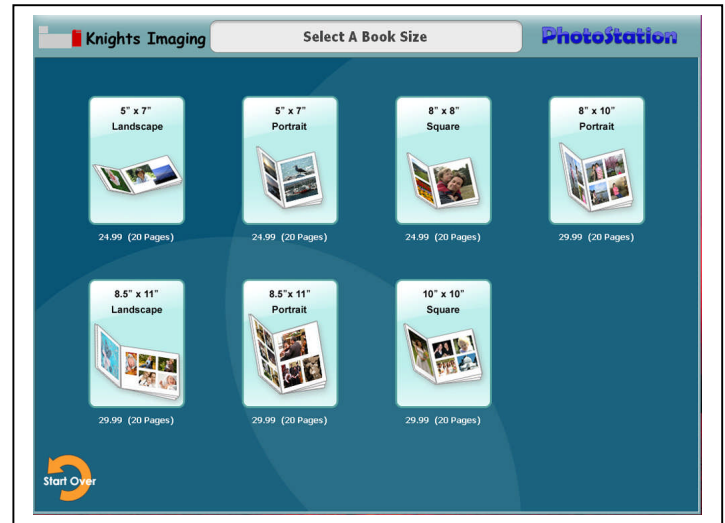 Knights Imaging
Select A Book Size
PhotoStation
5" x 7"
Landscape
24.99 (20 Pages)
5" x 7"
Portrait
24.99 (20 Pages)
8" x 8"
Square
24.99 (20 Pages)
8" x 10"
Portrait
29.99 (20 Pages)
8.5" x 11"
Landscape
29.99 (20 Pages)
8.5"x 11"
Portrait
29.99 (20 Pages)
10" x 10"
Square
29.99 (20 Pages)
Start Over